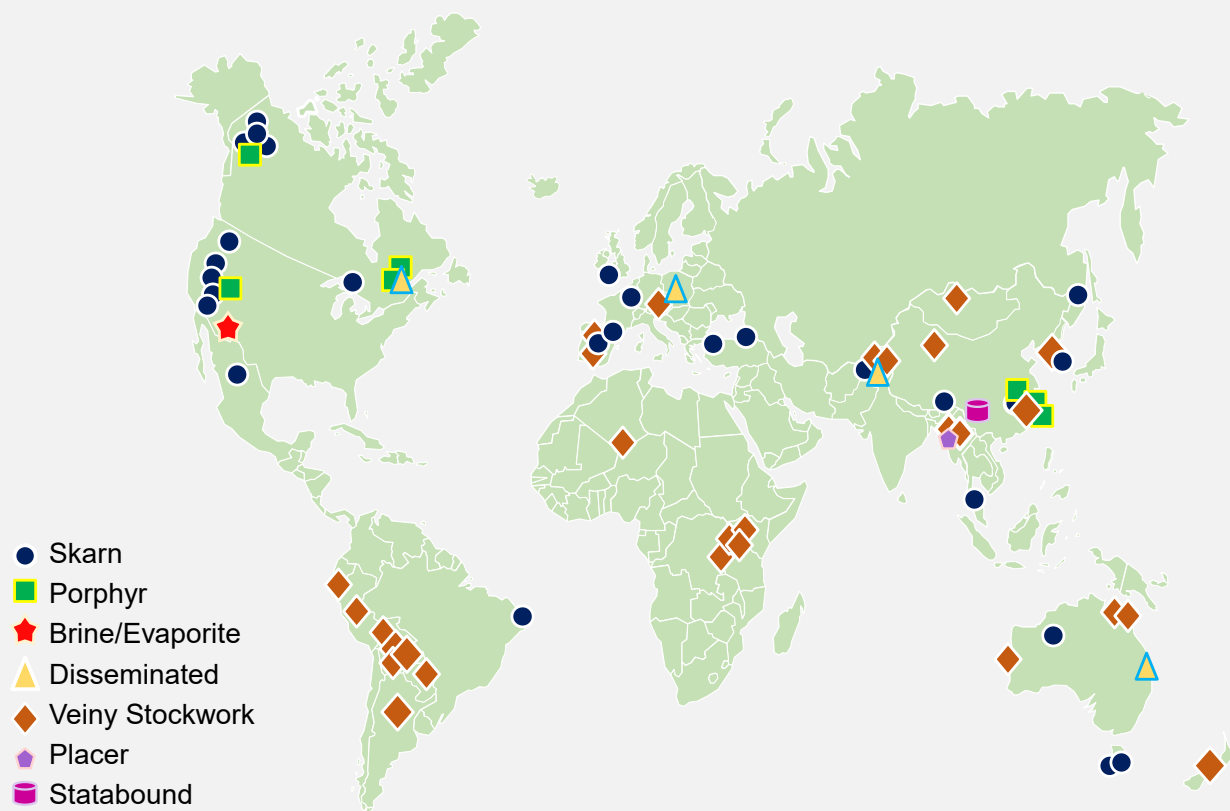 Skarn
Porphyr
Brine/Evaporite
Disseminated
Veiny Stockwork
Placer
Statabound